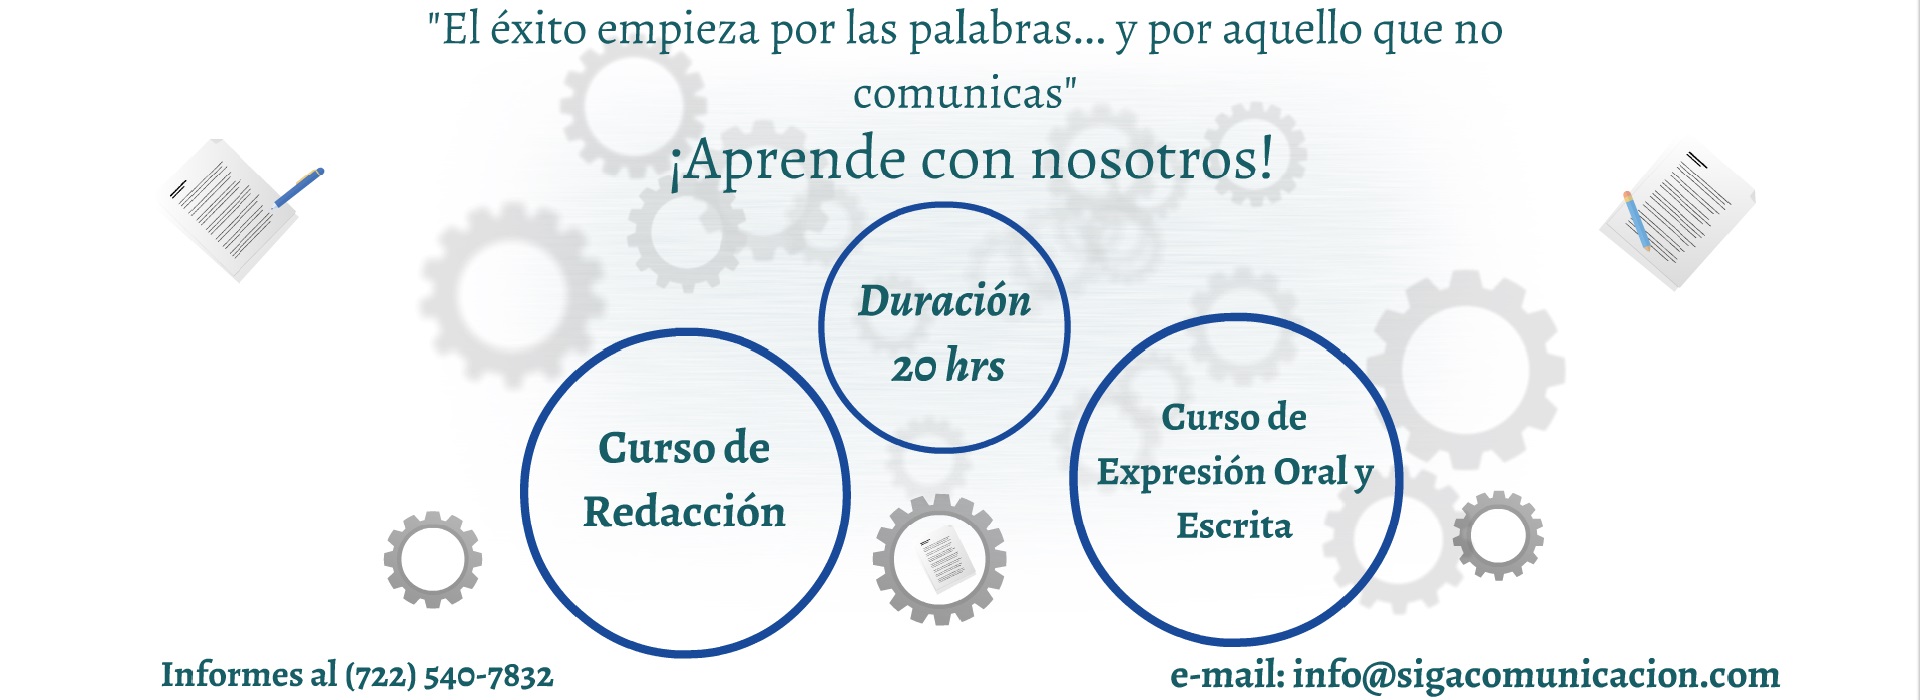 "El éxito empieza por las palabras... y por aquello que no
comunicas"
¡Aprende con nosotros!
Duración
20 hrs
Curso de
Redacción
Curso de
Expresión Oral y
Escrita
Informes al (722) 540-7832
e-mail: info@sigacomunicacion.com